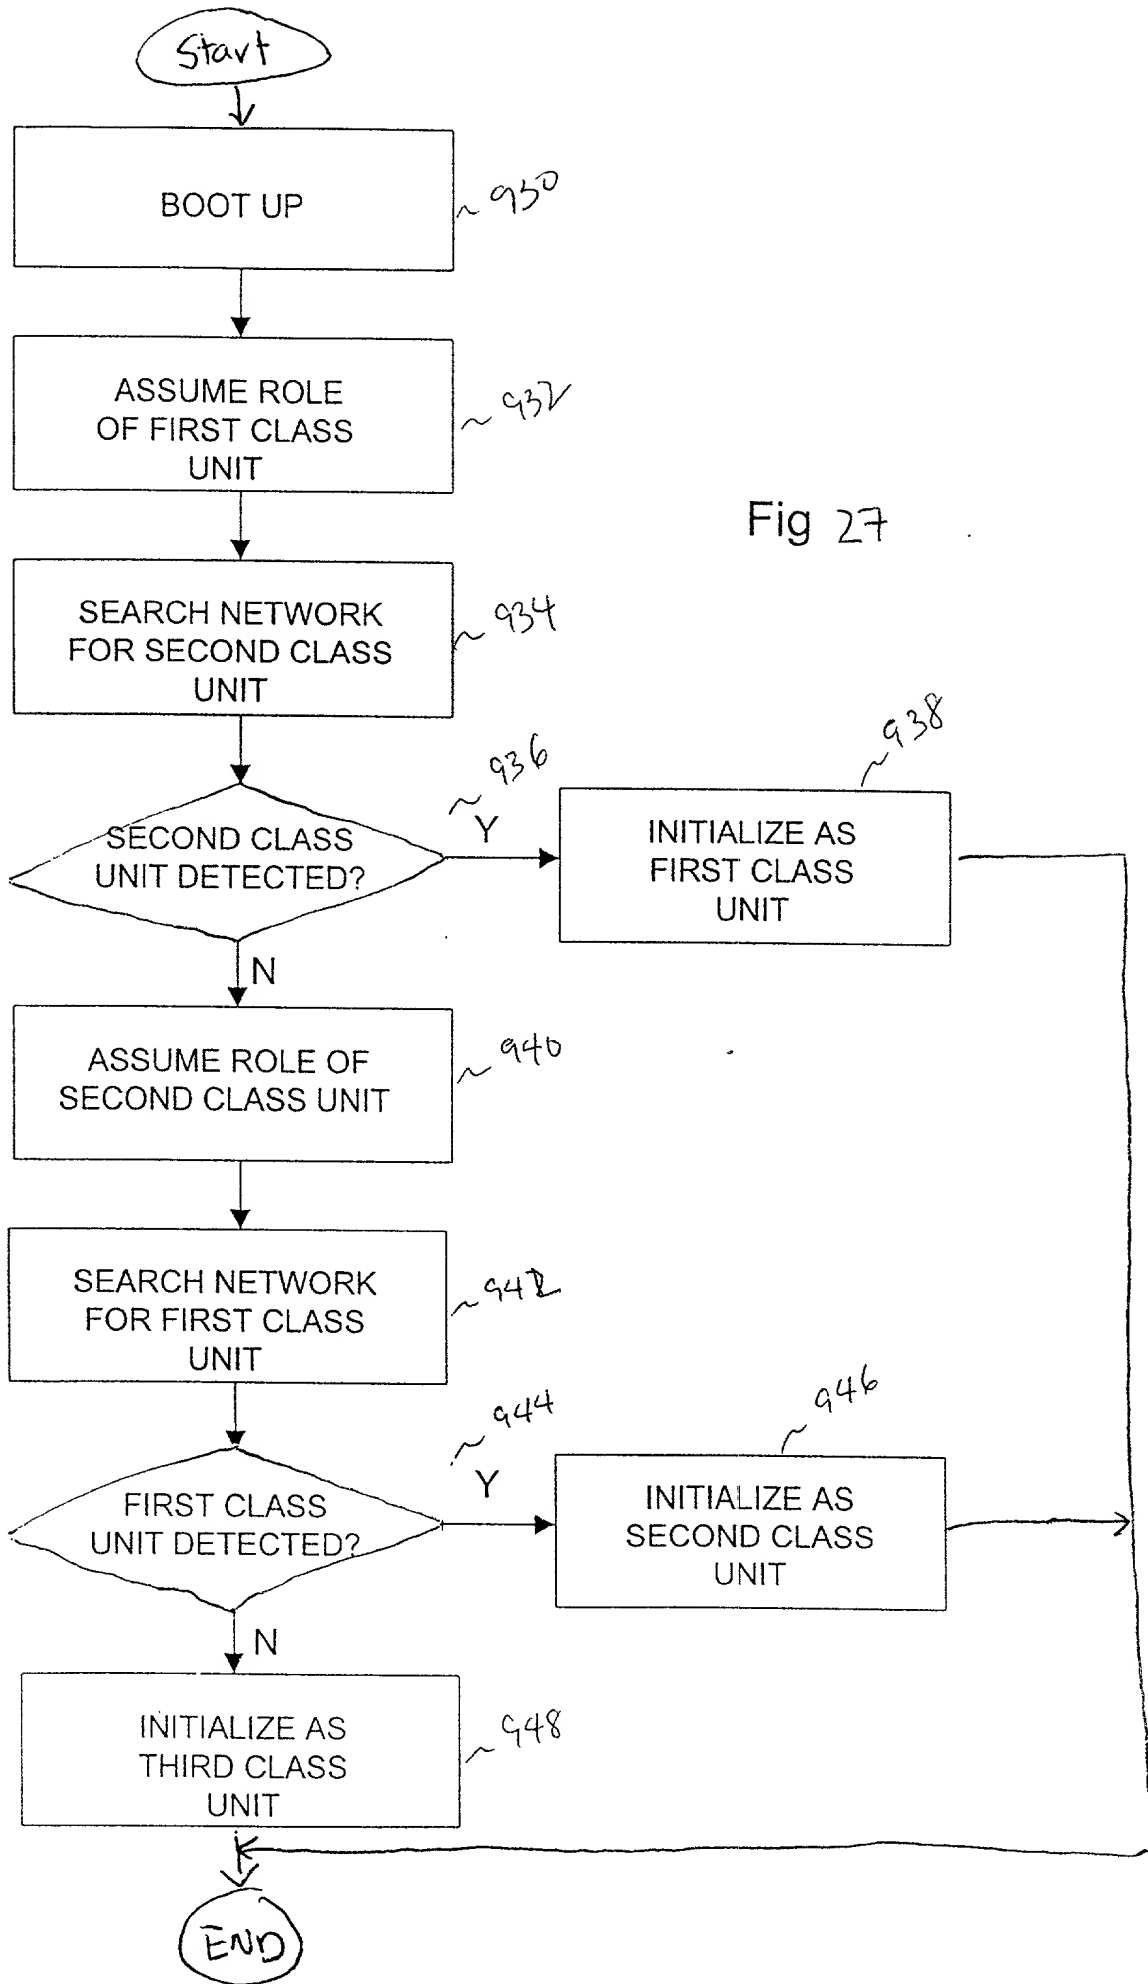 Start
BOOT UP
~ 930
ASSUME ROLE
OF FIRST CLASS
UNIT
~ 932
Fig 27
SEARCH NETWORK
FOR SECOND CLASS
UNIT
~ 934
SECOND CLASS
UNIT DETECTED?
~ 936
Y
INITIALIZE AS
FIRST CLASS
UNIT
~ 938
N
ASSUME ROLE OF
SECOND CLASS UNIT
~ 940
SEARCH NETWORK
FOR FIRST CLASS
UNIT
~ 942
FIRST CLASS
UNIT DETECTED?
~ 944
Y
INITIALIZE AS
SECOND CLASS
UNIT
~ 946
N
INITIALIZE AS
THIRD CLASS
UNIT
~ 948
END